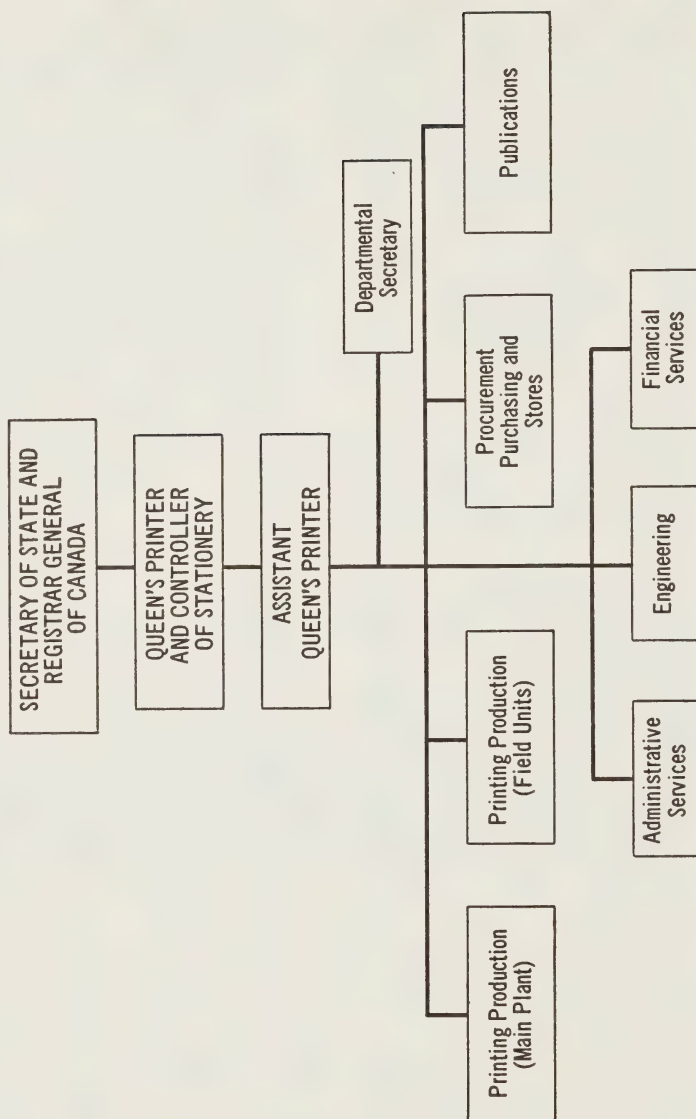 SECRETARY OF STATE AND
REGISTRAR GENERAL
OF CANADA
QUEEN'S PRINTER
AND CONTROLLER
OF STATIONERY
ASSISTANT
QUEEN'S PRINTER
Departmental
Secretary
Printing Production
(Main Plant)
Printing Production
(Field Units)
Procurement
Purchasing and
Stores
Publications
Administrative
Services
Engineering
Financial
Services